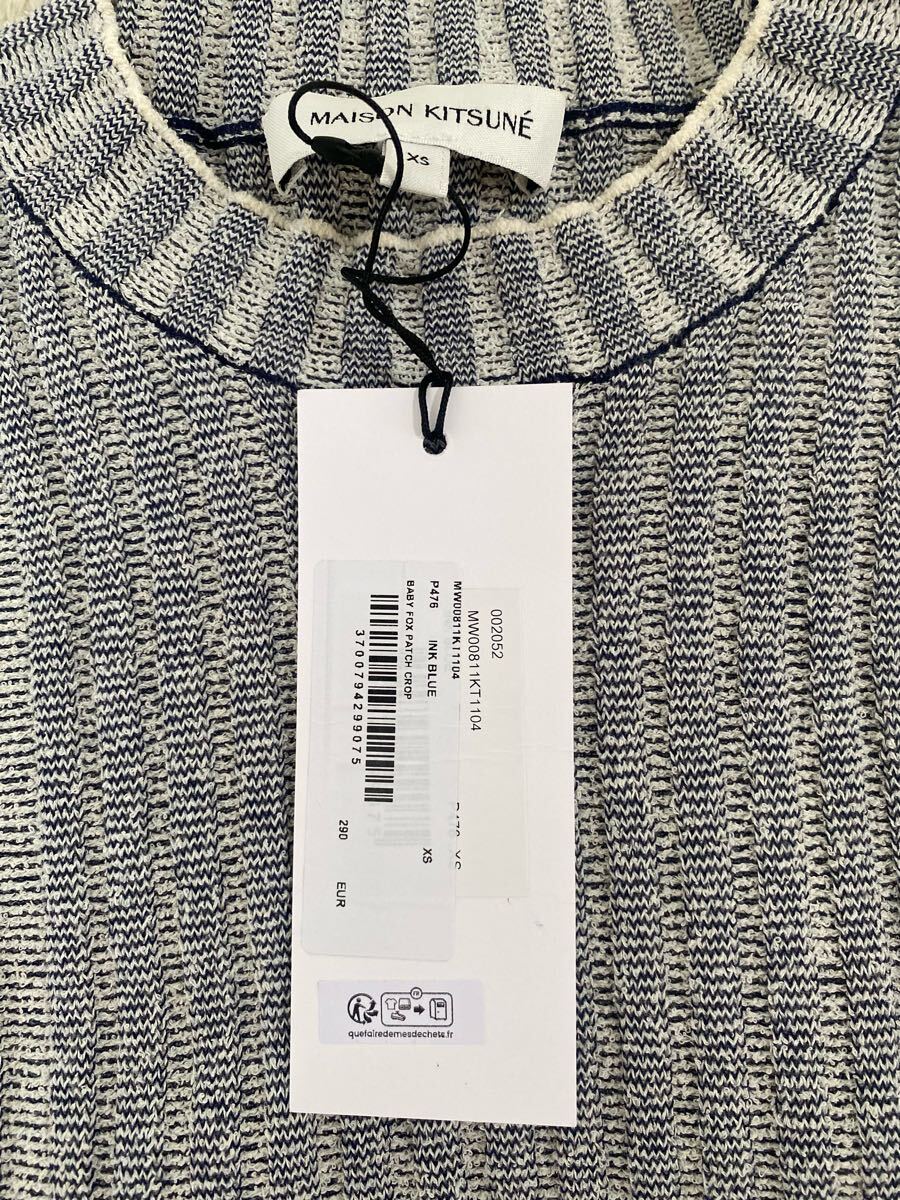 MAISON KITSUNÉ
XS
002052
MW00811KT1104
MW00811KT1104
P476 INK BLUE XS
BABY FOX PATCH CROP
3700794299075
290 EUR
FR
quefairedemesdechets.fr